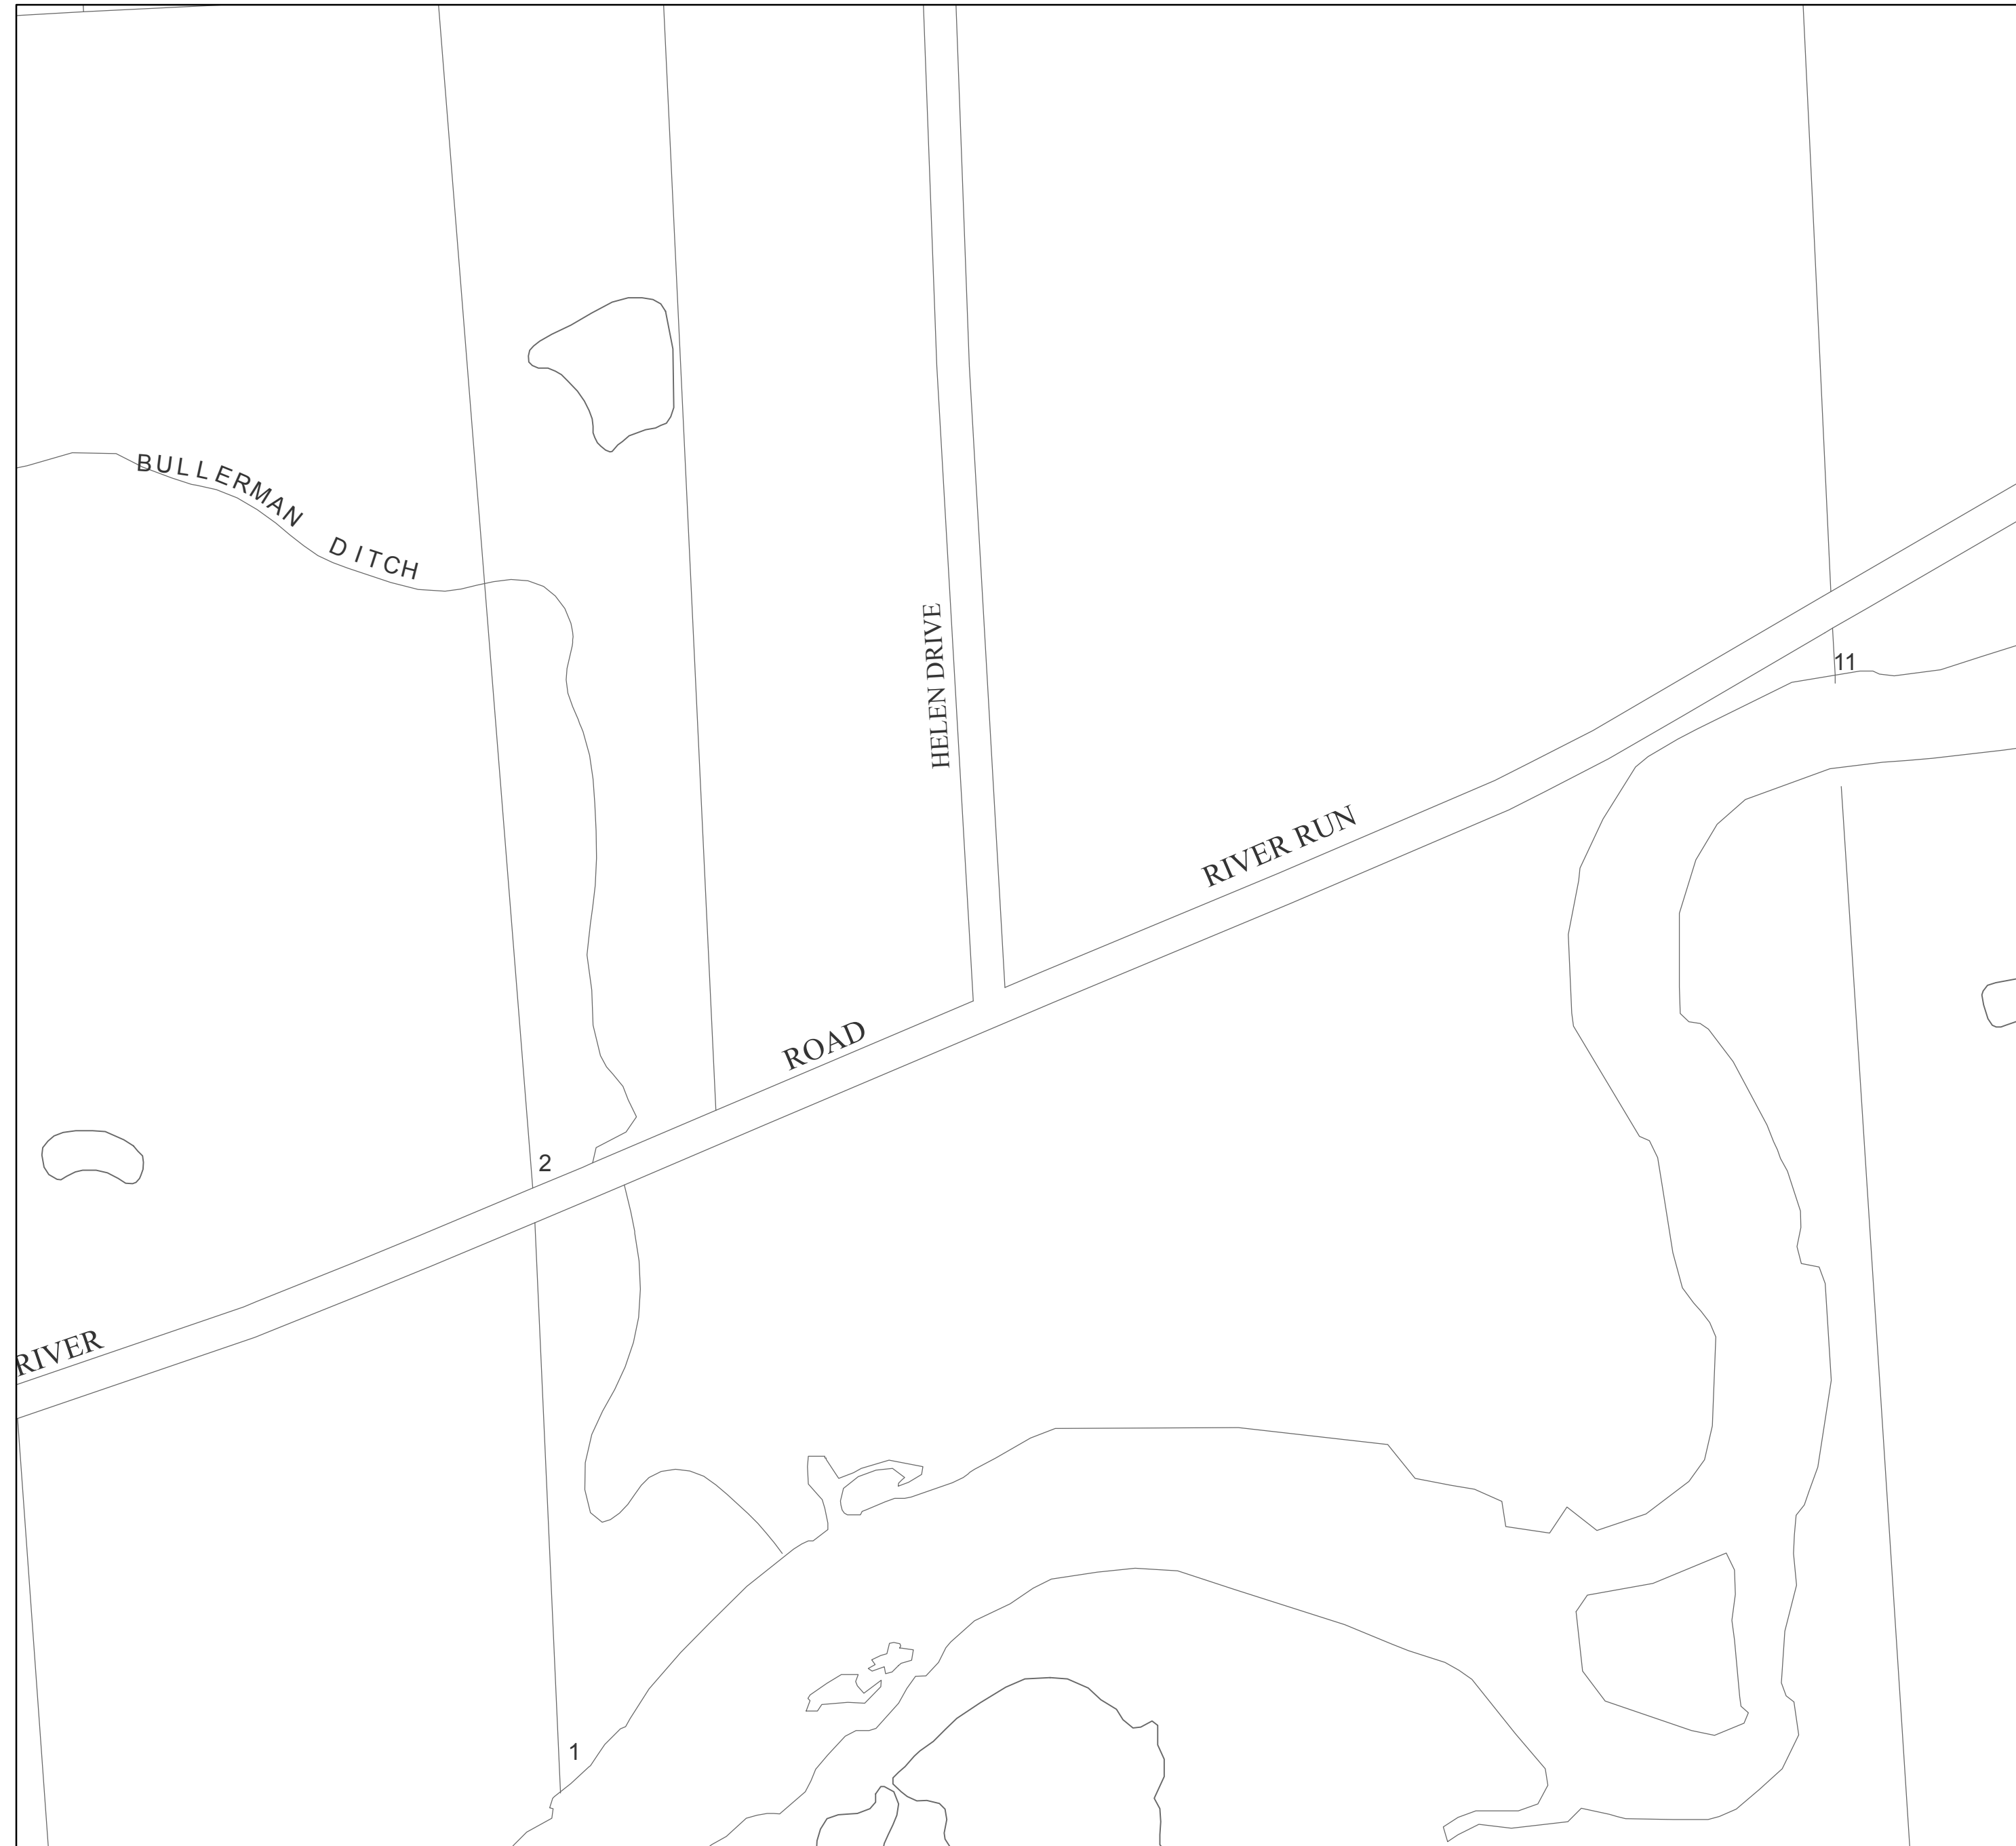 BULLERMAN DITCH
HELEN DRIVE
11
RIVER RUN
ROAD
2
RIVER
1